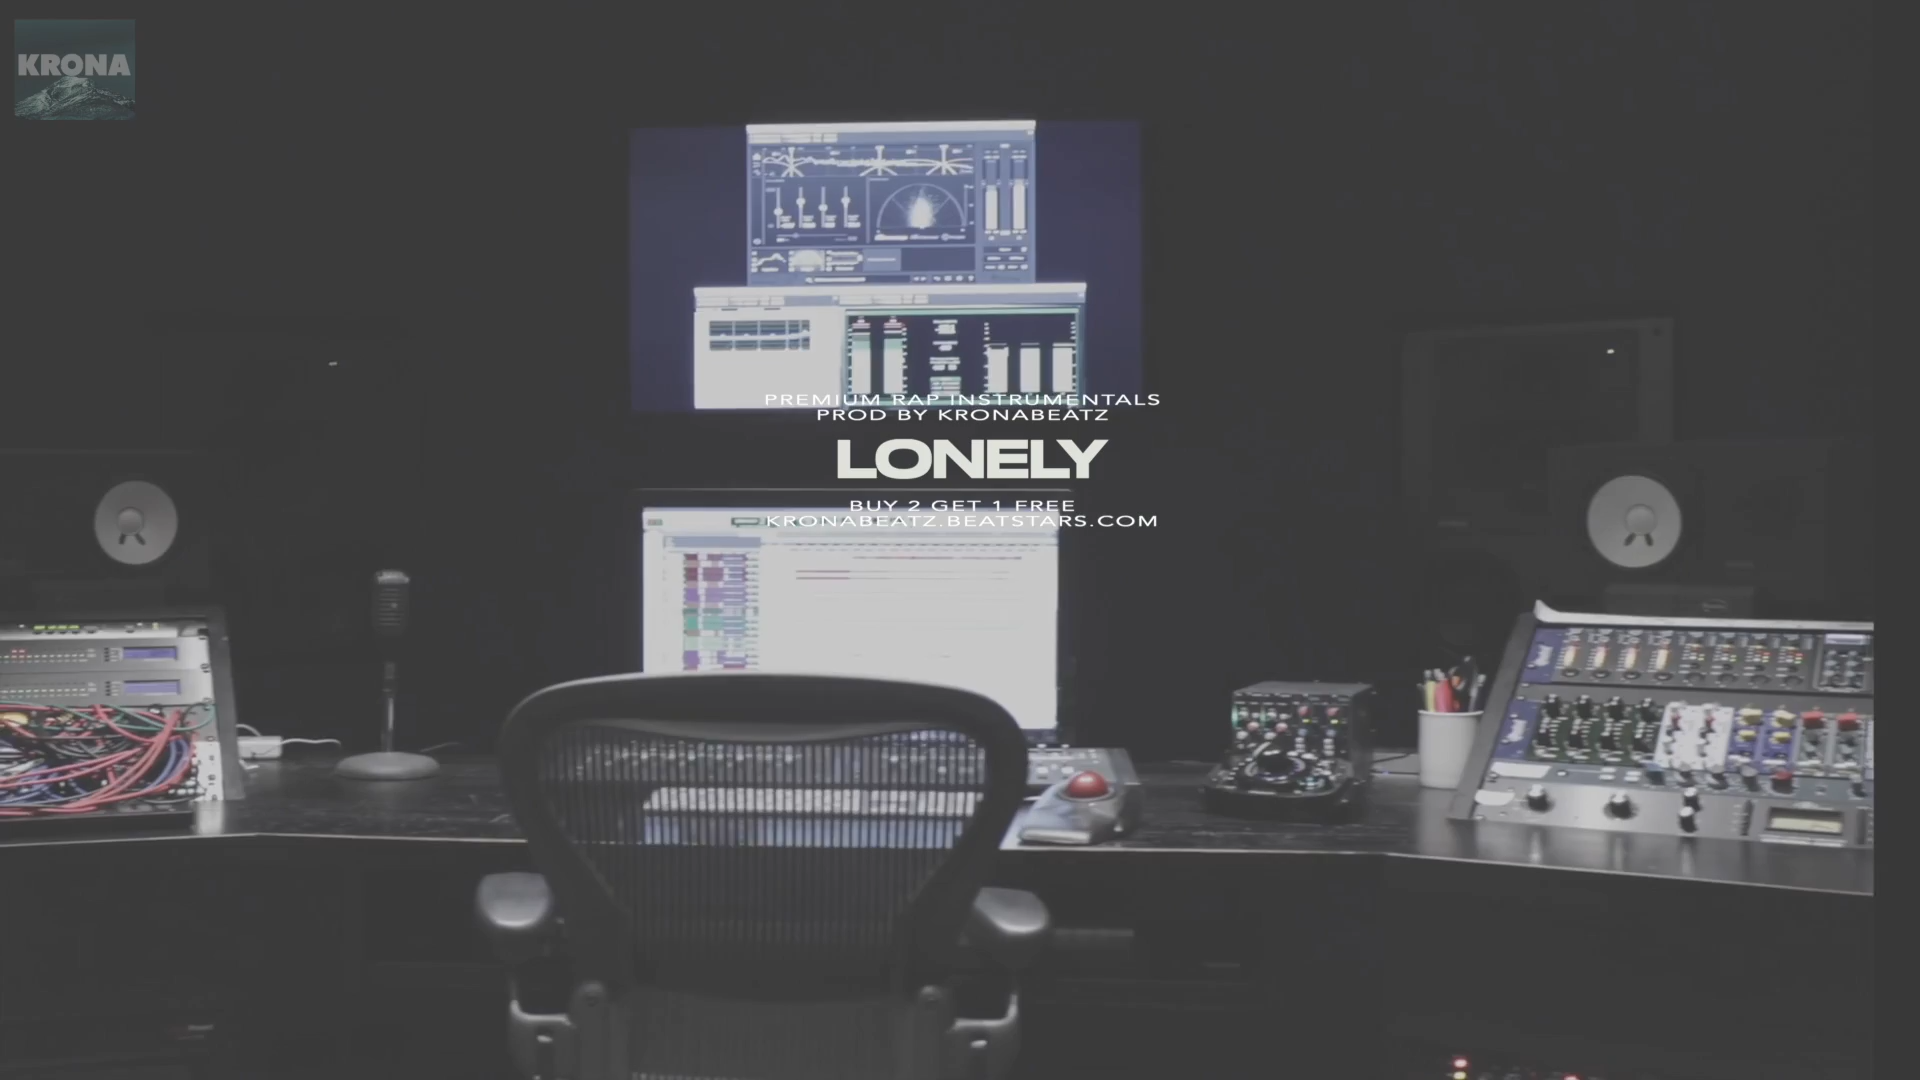 KRONA
PREMIUM RAP INSTRUMENTALS
PROD BY KRONABEATZ
LONELY
BUY 2 GET 1 FREE
KRONABEATZ.BEATSTARS.COM